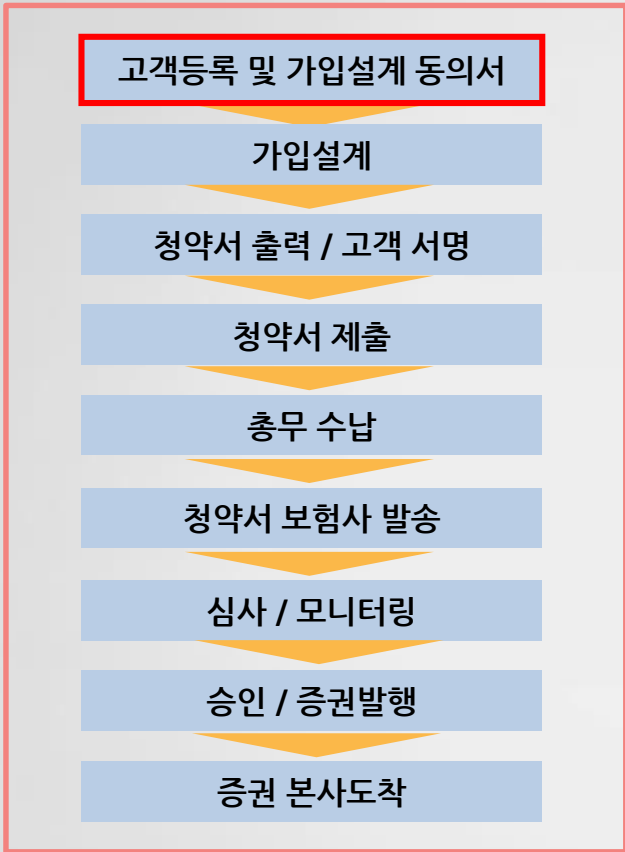 고객등록 및 가입설계 동의서
가입설계
청약서 출력 / 고객 서명
청약서 제출
총무 수납
청약서 보험사 발송
심사 / 모니터링
승인 / 증권발행
증권 본사도착